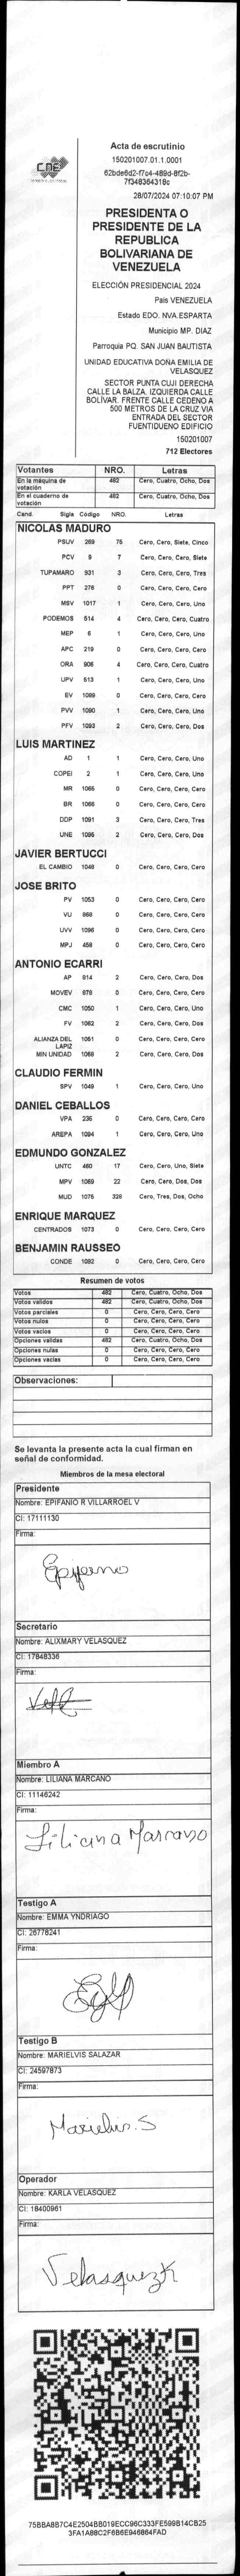 CNE
Acta de escrutinio
150201007.01.1.0001
62bde6d2-f7c4-489d-8f2b-
7f348364318c
28/07/2024 07:10:07 PM
PRESIDENTA O
PRESIDENTE DE LA
REPUBLICA
BOLIVARIANA DE
VENEZUELA
ELECCIÓN PRESIDENCIAL 2024
Pais VENEZUELA
Estado EDO. NVA.ESPARTA
Municipio MP. DIAZ
Parroquia PQ. SAN JUAN BAUTISTA
UNIDAD EDUCATIVA DOÑA EMILIA DE
VELASQUEZ
SECTOR PUNTA CUJI DERECHA
CALLE LA BALZA. IZQUIERDA CALLE
BOLIVAR. FRENTE CALLE CEDENO A
500 METROS DE LA CRUZ VIA
ENTRADA DEL SECTOR
FUENTIDUENO EDIFICIO
150201007
712 Electores
Votantes NRO. Letras
En la máquina de votación 482 Cero, Cuatro, Ocho, Dos
En el cuaderno de votación 482 Cero, Cuatro, Ocho, Dos
Cand. Sigla Código NRO. Letras
NICOLAS MADURO
PSUV 269 75 Cero, Cero, Siete, Cinco
PCV 9 7 Cero, Cero, Cero, Siete
TUPAMARO 931 3 Cero, Cero, Cero, Tres
PPT 276 0 Cero, Cero, Cero, Cero
MSV 1017 1 Cero, Cero, Cero, Uno
PODEMOS 514 4 Cero, Cero, Cero, Cuatro
MEP 6 1 Cero, Cero, Cero, Uno
APC 219 0 Cero, Cero, Cero, Cero
ORA 906 4 Cero, Cero, Cero, Cuatro
UPV 513 1 Cero, Cero, Cero, Uno
EV 1089 0 Cero, Cero, Cero, Cero
PVV 1090 1 Cero, Cero, Cero, Uno
PFV 1093 2 Cero, Cero, Cero, Dos
LUIS MARTINEZ
AD 1 1 Cero, Cero, Cero, Uno
COPEI 2 1 Cero, Cero, Cero, Uno
MR 1065 0 Cero, Cero, Cero, Cero
BR 1066 0 Cero, Cero, Cero, Cero
DDP 1091 3 Cero, Cero, Cero, Tres
UNE 1095 2 Cero, Cero, Cero, Dos
JAVIER BERTUCCI
EL CAMBIO 1048 0 Cero, Cero, Cero, Cero
JOSE BRITO
PV 1053 0 Cero, Cero, Cero, Cero
VU 868 0 Cero, Cero, Cero, Cero
UVV 1096 0 Cero, Cero, Cero, Cero
MPJ 458 0 Cero, Cero, Cero, Cero
ANTONIO ECARRI
AP 814 2 Cero, Cero, Cero, Dos
MOVEV 878 0 Cero, Cero, Cero, Cero
CMC 1050 1 Cero, Cero, Cero, Uno
FV 1062 2 Cero, Cero, Cero, Dos
ALIANZA DEL LAPIZ 1051 0 Cero, Cero, Cero, Cero
MIN UNIDAD 1068 2 Cero, Cero, Cero, Dos
CLAUDIO FERMIN
SPV 1049 1 Cero, Cero, Cero, Uno
DANIEL CEBALLOS
VPA 235 0 Cero, Cero, Cero, Cero
AREPA 1094 1 Cero, Cero, Cero, Uno
EDMUNDO GONZALEZ
UNTC 460 17 Cero, Cero, Uno, Siete
MPV 1069 22 Cero, Cero, Dos, Dos
MUD 1075 328 Cero, Tres, Dos, Ocho
ENRIQUE MARQUEZ
CENTRADOS 1073 0 Cero, Cero, Cero, Cero
BENJAMIN RAUSSEO
CONDE 1092 0 Cero, Cero, Cero, Cero
Resumen de votos
Votos 482 Cero, Cuatro, Ocho, Dos
Votos validos 482 Cero, Cuatro, Ocho, Dos
Votos parciales 0 Cero, Cero, Cero, Cero
Votos nulos 0 Cero, Cero, Cero, Cero
Votos vacios 0 Cero, Cero, Cero, Cero
Opciones validas 482 Cero, Cuatro, Ocho, Dos
Opciones nulas 0 Cero, Cero, Cero, Cero
Opciones vacias 0 Cero, Cero, Cero, Cero
Observaciones:
Se levanta la presente acta la cual firman en
señal de conformidad.
Miembros de la mesa electoral
Presidente
Nombre: EPIFANIO R VILLARROEL V
CI: 17111130
Firma:
Epifanio
Secretario
Nombre: ALIXMARY VELASQUEZ
CI: 17848336
Firma:
Miembro A
Nombre: LILIANA MARCANO
CI: 11146242
Firma:
Liliana Marcano
Testigo A
Nombre: EMMA YNDRIAGO
CI: 26778241
Firma:
Testigo B
Nombre: MARIELVIS SALAZAR
CI: 24597873
Firma:
Marielvis.S
Operador
Nombre: KARLA VELASQUEZ
CI: 18400961
Firma:
Velasquezk
75BBA8B7C4E2504BB019ECC96C333FE599B14CB25
3FA1A88C2F6B6E946864FAD